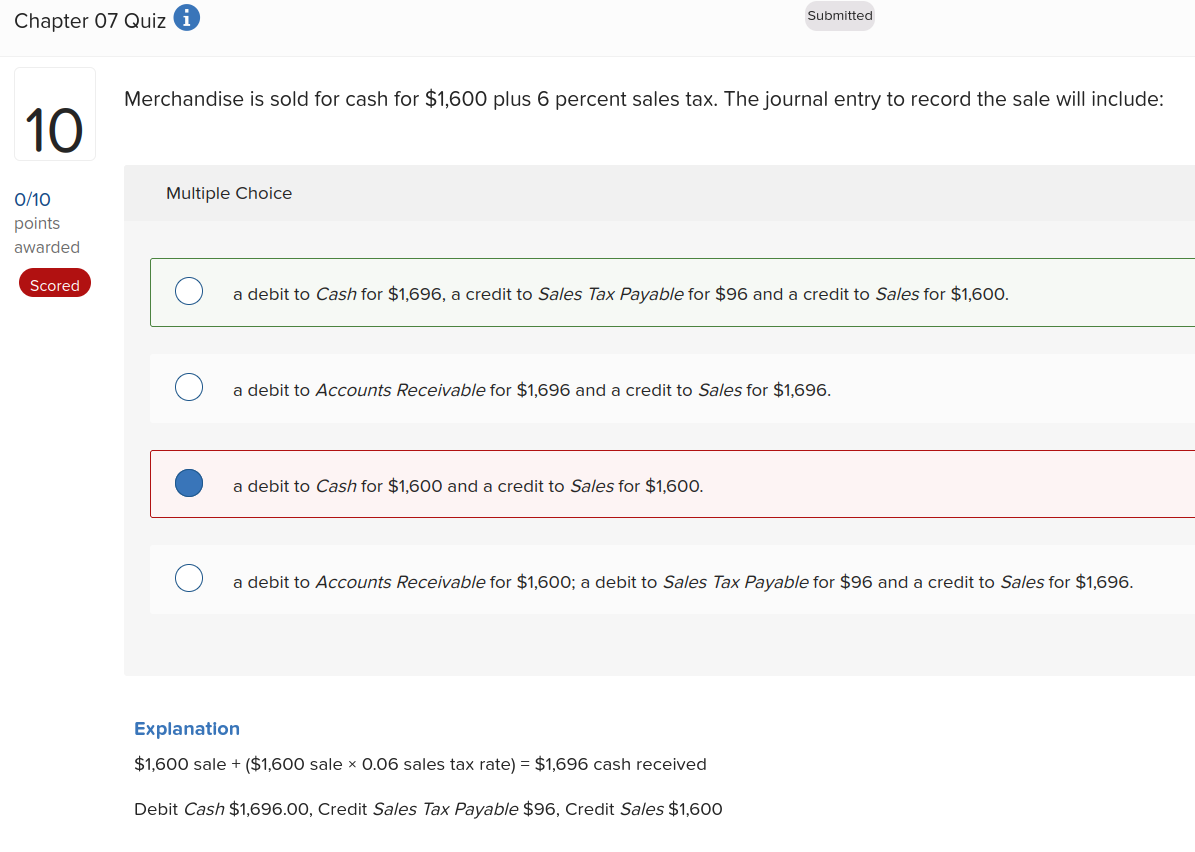 Chapter 07 Quiz i
Submitted
10
0/10
points
awarded
Scored
Merchandise is sold for cash for $1,600 plus 6 percent sales tax. The journal entry to record the sale will include:
Multiple Choice
a debit to Cash for $1,696, a credit to Sales Tax Payable for $96 and a credit to Sales for $1,600.
a debit to Accounts Receivable for $1,696 and a credit to Sales for $1,696.
a debit to Cash for $1,600 and a credit to Sales for $1,600.
a debit to Accounts Receivable for $1,600; a debit to Sales Tax Payable for $96 and a credit to Sales for $1,696.
Explanation
$1,600 sale + ($1,600 sale × 0.06 sales tax rate) = $1,696 cash received
Debit Cash $1,696.00, Credit Sales Tax Payable $96, Credit Sales $1,600